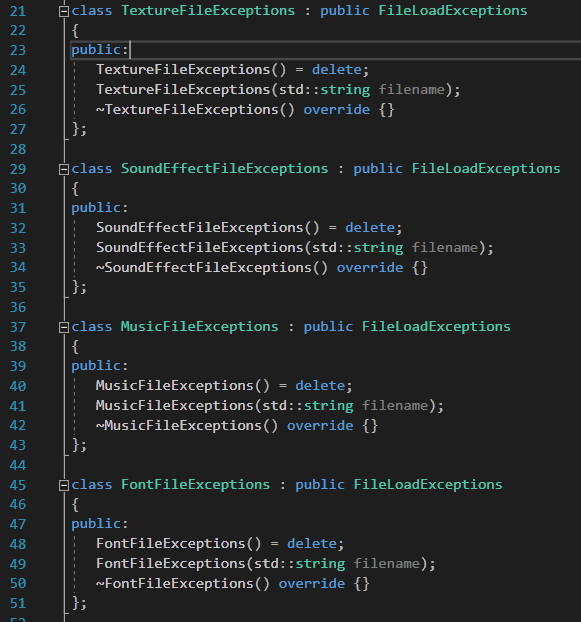 21 class TextureFileExceptions : public FileLoadExceptions
22 {
23 public:
24 TextureFileExceptions() = delete;
25 TextureFileExceptions(std::string filename);
26 ~TextureFileExceptions() override {}
27 };
28
29 class SoundEffectFileExceptions : public FileLoadExceptions
30 {
31 public:
32 SoundEffectFileExceptions() = delete;
33 SoundEffectFileExceptions(std::string filename);
34 ~SoundEffectFileExceptions() override {}
35 };
36
37 class MusicFileExceptions : public FileLoadExceptions
38 {
39 public:
40 MusicFileExceptions() = delete;
41 MusicFileExceptions(std::string filename);
42 ~MusicFileExceptions() override {}
43 };
44
45 class FontFileExceptions : public FileLoadExceptions
46 {
47 public:
48 FontFileExceptions() = delete;
49 FontFileExceptions(std::string filename);
50 ~FontFileExceptions() override {}
51 };